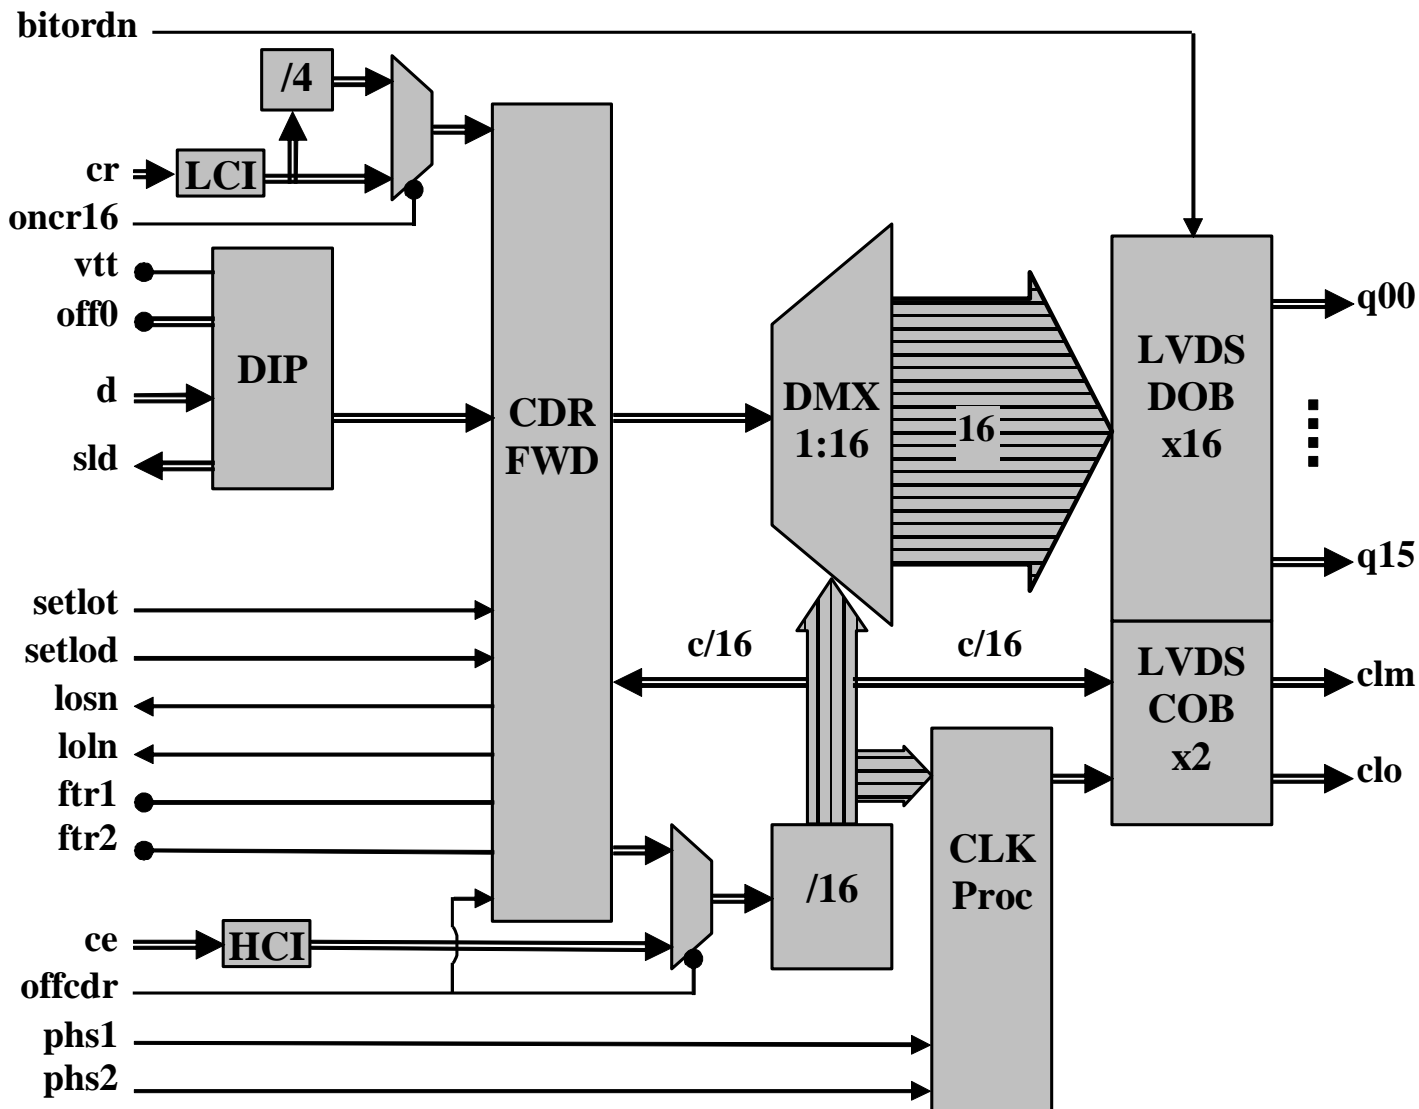 bitordn
/4
cr
LCI
oncr16
vtt
off0
DIP
d
sld
CDR
FWD
DMX
1:16
16
LVDS
DOB
x16
q00
q15
setlot
setlod
losn
loln
ftr1
ftr2
c/16
c/16
LVDS
COB
x2
clm
clo
/16
CLK
Proc
ce
HCI
offcdr
phs1
phs2